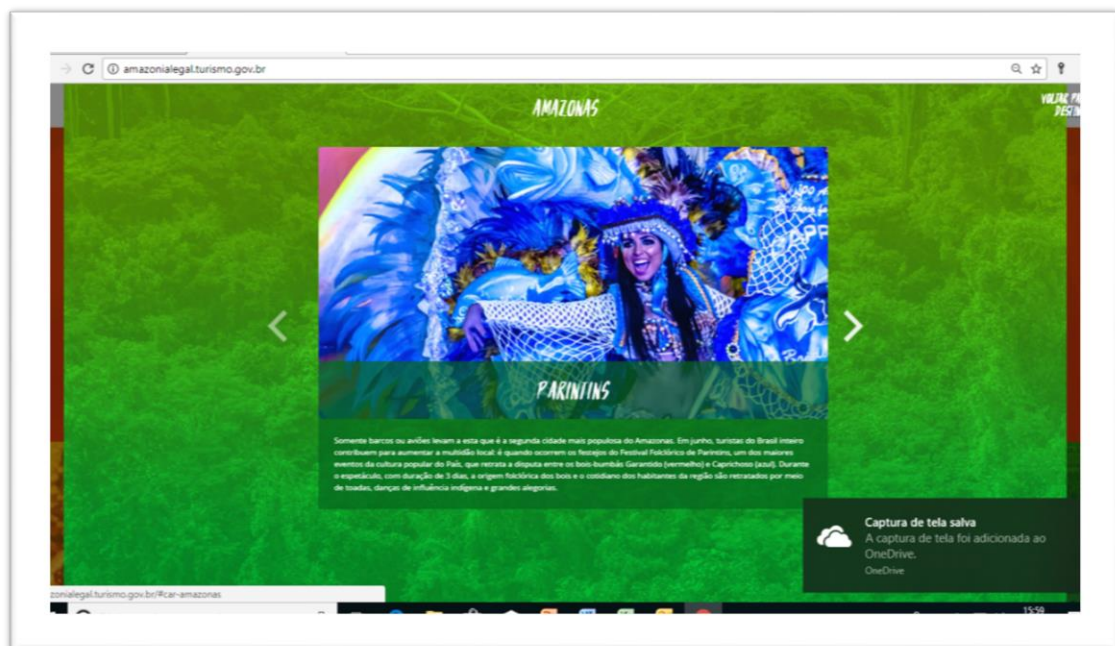 amazonialegal.turismo.gov.br
AMAZONAS
VOLTAR
PARINTINS
Somente barcos ou aviões levam a esta que é a segunda cidade mais populosa do Amazonas. Em junho, turistas do Brasil inteiro
contribuem para aumentar a multidão local: é quando ocorrem os festejos do Festival Folclórico de Parintins, um dos maiores
eventos da cultura popular do País, que retrata a disputa entre os bois-bumbás Garantido (vermelho) e Caprichoso (azul). Durante
o espetáculo, com duração de 3 dias, a origem folclórica dos bois e o cotidiano dos habitantes da região são retratados por meio
de toadas, danças de influência indígena e grandes alegorias.
Captura de tela salva
A captura de tela foi adicionada ao
OneDrive.
OneDrive
zonialegal.turismo.gov.br/#car-amazonas
15:59